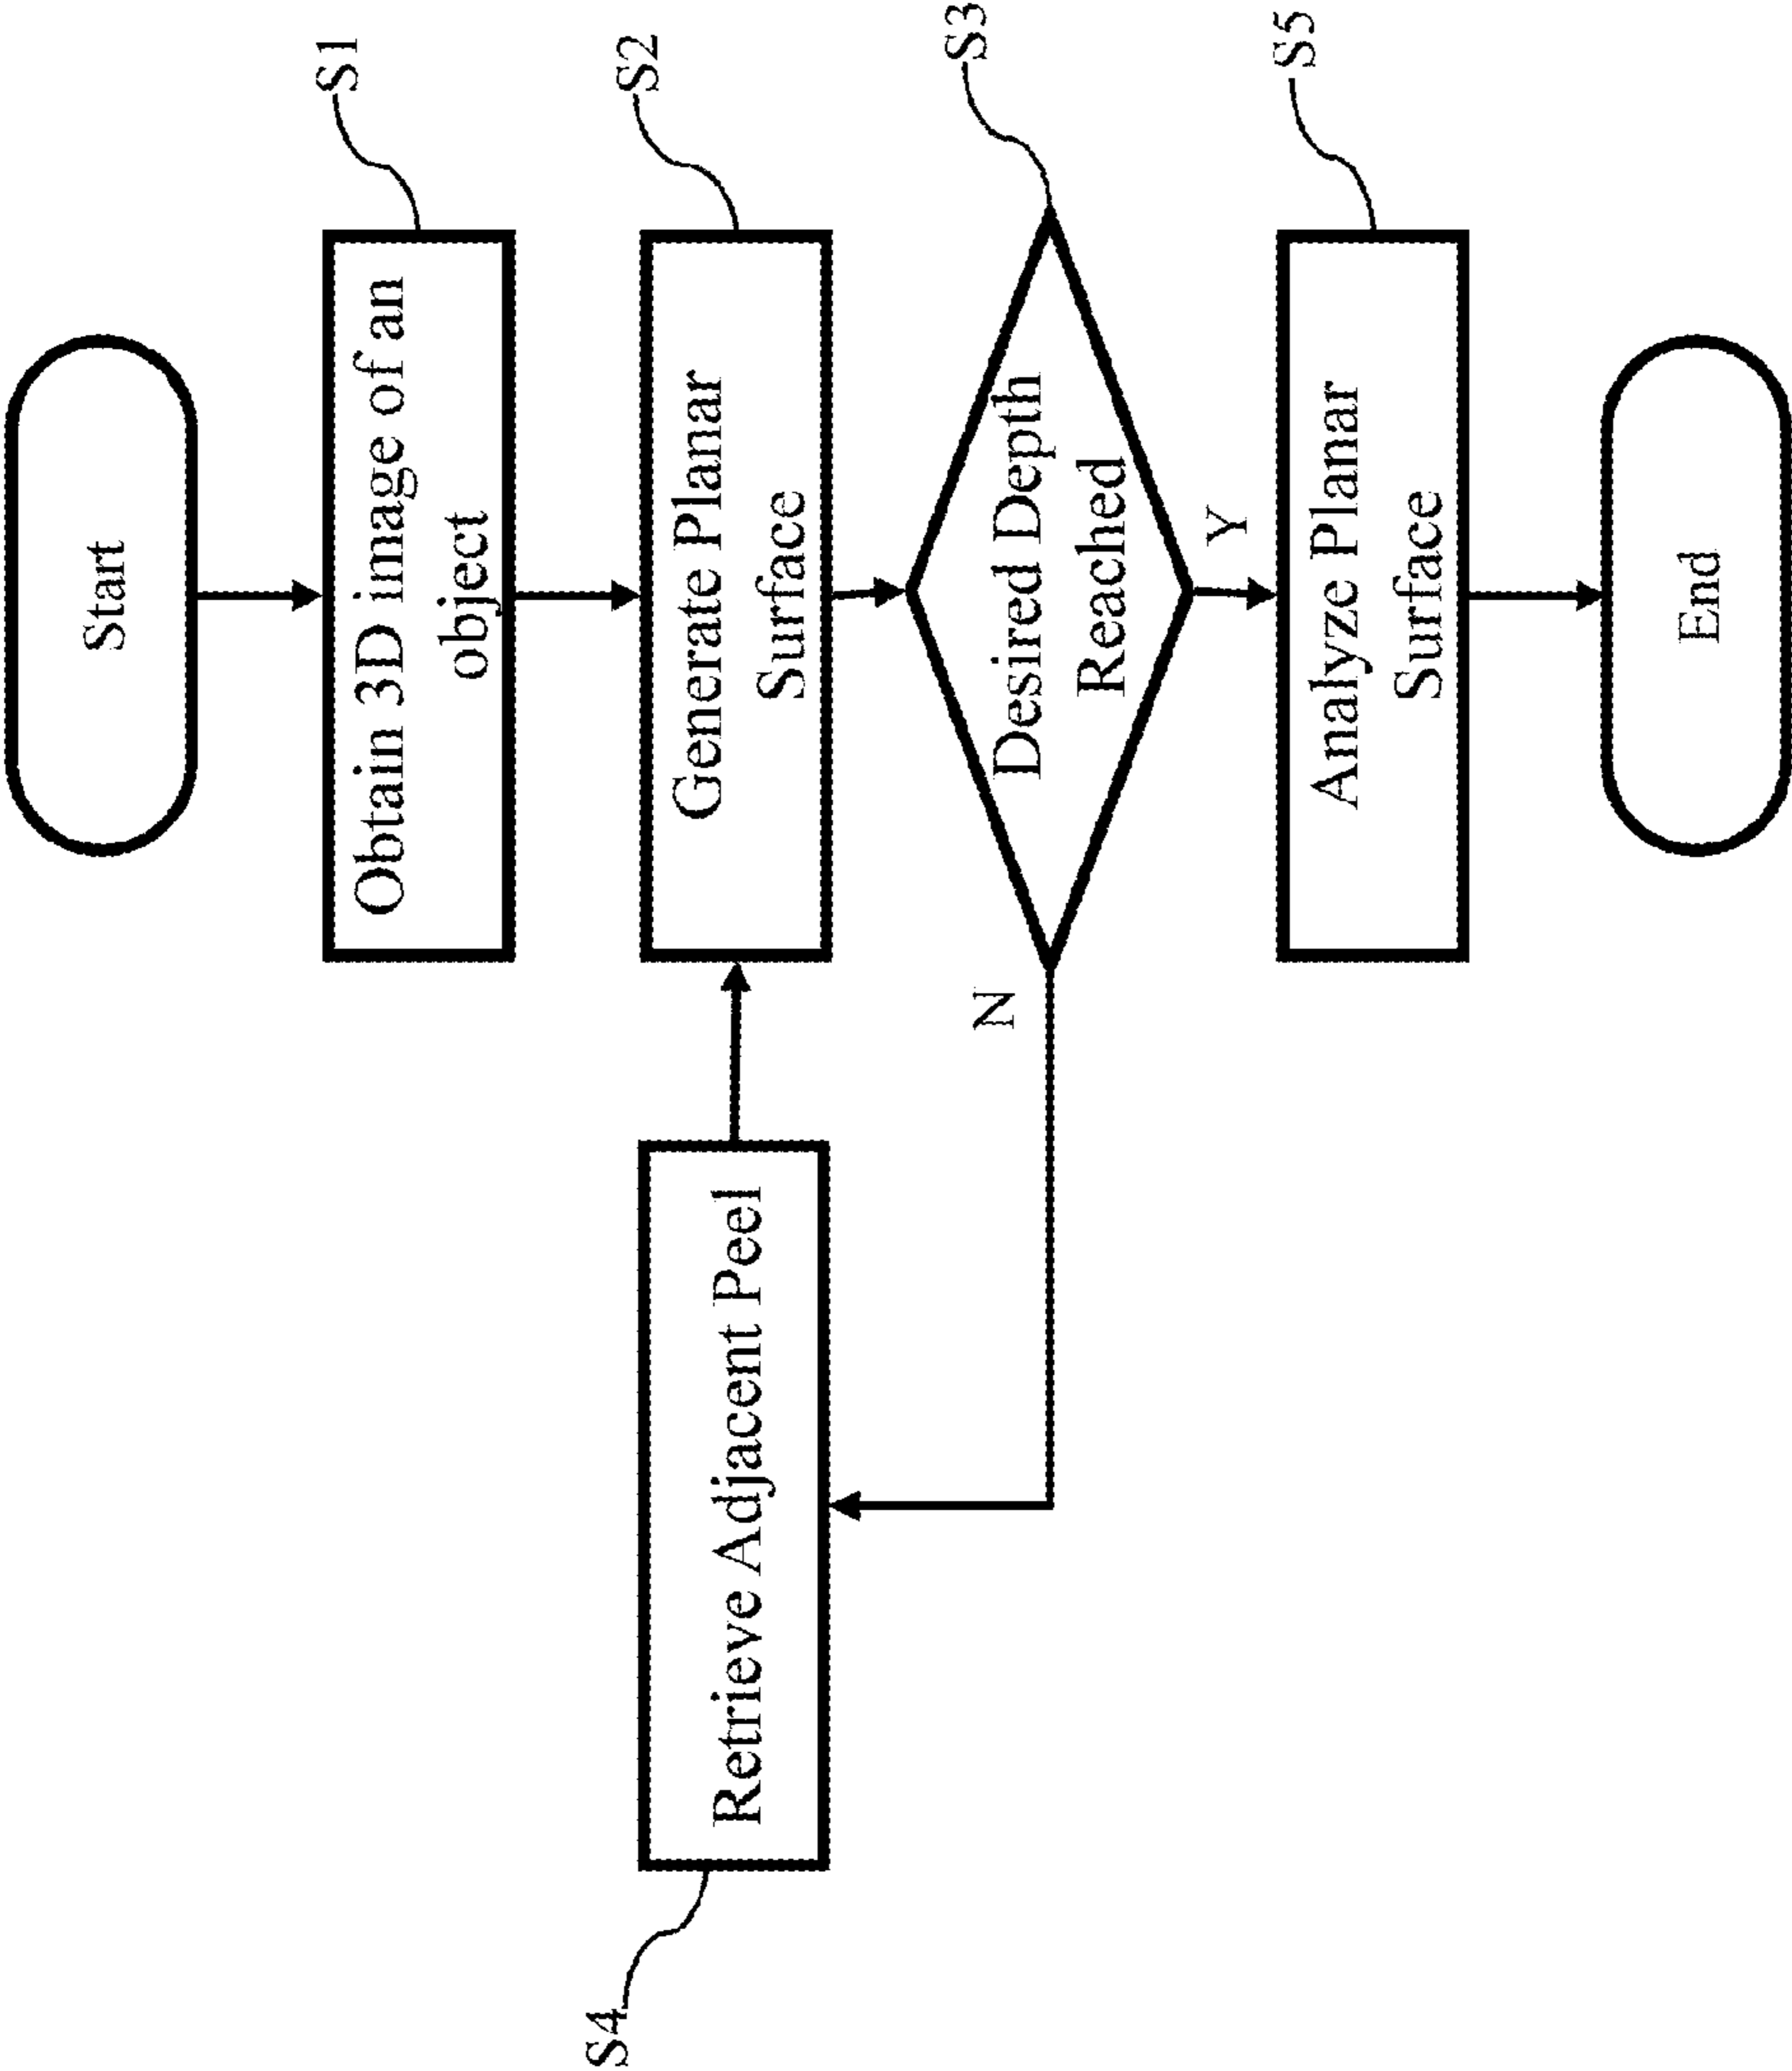 Start
S1
Obtain 3D image of an
object
S2
Generate Planar
Surface
S3
Desired Depth
Reached
N
Y
S4
Retrieve Adjacent Peel
S5
Analyze Planar
Surface
End